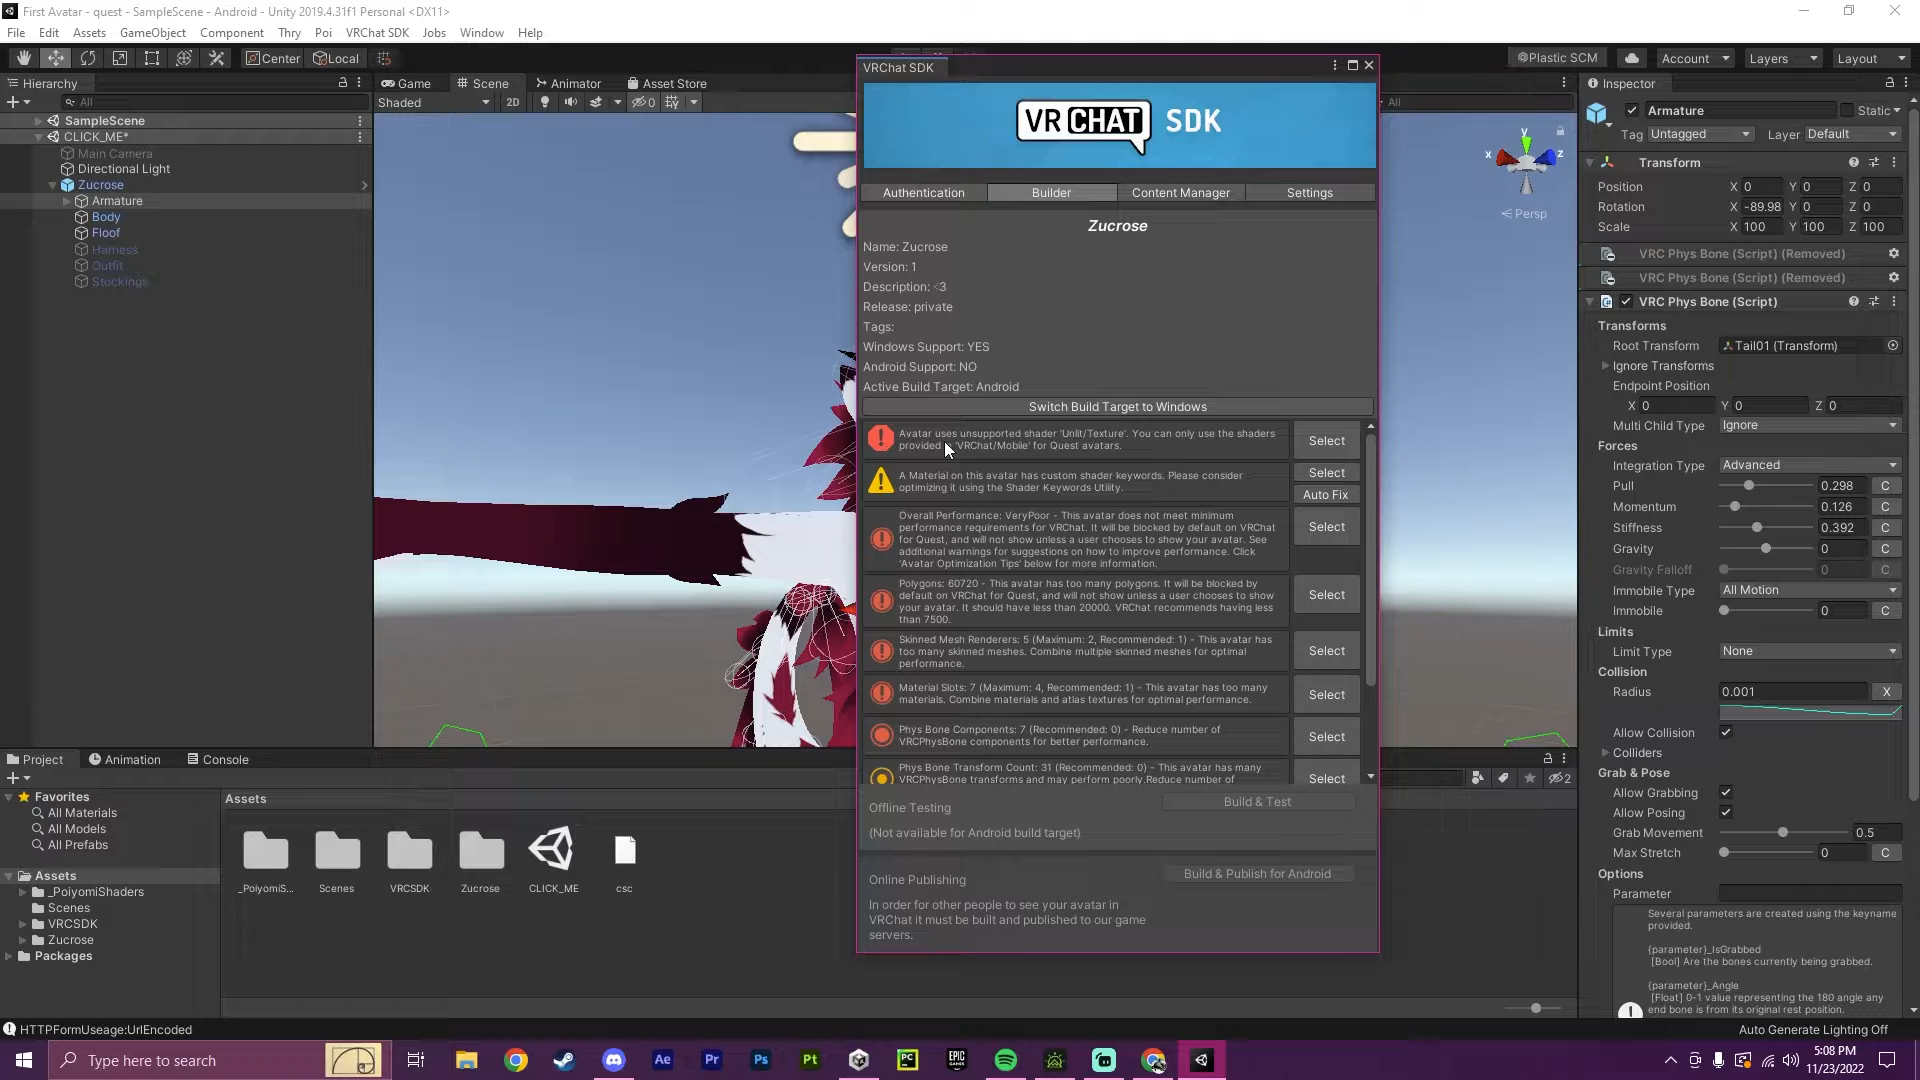 First Avatar - quest - SampleScene - Android - Unity 2019.4.31f1 Personal <DX11>
File Edit Assets GameObject Component Thry Poi VRChat SDK Jobs Window Help
Center Local Plastic SCM Account Layers Layout
Hierarchy
All
SampleScene
CLICK_ME*
Main Camera
Directional Light
Zucrose
Armature
Body
Floof
Harness
Outfit
Stockings
Game Scene Animator Asset Store
Shaded 2D 0 All
y
x z
Persp
VRChat SDK
VR CHAT SDK
Authentication Builder Content Manager Settings
Zucrose
Name: Zucrose
Version: 1
Description: <3
Release: private
Tags:
Windows Support: YES
Android Support: NO
Active Build Target: Android
Switch Build Target to Windows
Avatar uses unsupported shader 'Unlit/Texture'. You can only use the shaders
provided 'VRChat/Mobile' for Quest avatars.
Select
A Material on this avatar has custom shader keywords. Please consider
optimizing it using the Shader Keywords Utility.
Select
Auto Fix
Overall Performance: VeryPoor - This avatar does not meet minimum
performance requirements for VRChat. It will be blocked by default on VRChat
for Quest, and will not show unless a user chooses to show your avatar. See
additional warnings for suggestions on how to improve performance. Click
'Avatar Optimization Tips' below for more information.
Select
Polygons: 60720 - This avatar has too many polygons. It will be blocked by
default on VRChat for Quest, and will not show unless a user chooses to show
your avatar. It should have less than 20000. VRChat recommends having less
than 7500.
Select
Skinned Mesh Renderers: 5 (Maximum: 2, Recommended: 1) - This avatar has
too many skinned meshes. Combine multiple skinned meshes for optimal
performance.
Select
Material Slots: 7 (Maximum: 4, Recommended: 1) - This avatar has too many
materials. Combine materials and atlas textures for optimal performance.
Select
Phys Bone Components: 7 (Recommended: 0) - Reduce number of
VRCPhysBone components for better performance.
Select
Phys Bone Transform Count: 31 (Recommended: 0) - This avatar has many
VRCPhysBone transforms and may perform poorly.Reduce number of
Select
Offline Testing Build & Test
(Not available for Android build target)
Online Publishing Build & Publish for Android
In order for other people to see your avatar in
VRChat it must be built and published to our game
servers.
Inspector
Armature Static
Tag Untagged Layer Default
Transform
Position X 0 Y 0 Z 0
Rotation X -89.98 Y 0 Z 0
Scale X 100 Y 100 Z 100
VRC Phys Bone (Script) (Removed)
VRC Phys Bone (Script) (Removed)
VRC Phys Bone (Script)
Transforms
Root Transform Tail01 (Transform)
Ignore Transforms
Endpoint Position
X 0 Y 0 Z 0
Multi Child Type Ignore
Forces
Integration Type Advanced
Pull 0.298 C
Momentum 0.126 C
Stiffness 0.392 C
Gravity 0 C
Gravity Falloff 0 C
Immobile Type All Motion
Immobile 0 C
Limits
Limit Type None
Collision
Radius 0.001 X
Allow Collision
Colliders
Grab & Pose
Allow Grabbing
Allow Posing
Grab Movement 0.5
Max Stretch 0 C
Options
Parameter
Several parameters are created using the keyname
provided.
{parameter}_IsGrabbed
[Bool] Are the bones currently being grabbed.
{parameter}_Angle
[Float] 0-1 value representing the 180 angle any
end bone is from its original rest position.
Project Animation Console
2
Favorites
All Materials
All Models
All Prefabs
Assets
_PoiyomiShaders
Scenes
VRCSDK
Zucrose
Packages
Assets
_PoiyomiS... Scenes VRCSDK Zucrose CLICK_ME csc
HTTPFormUseage:UrlEncoded
Auto Generate Lighting Off
Type here to search
Ae Pr Ps Pt PC EPIC GAMES
5:08 PM
11/23/2022